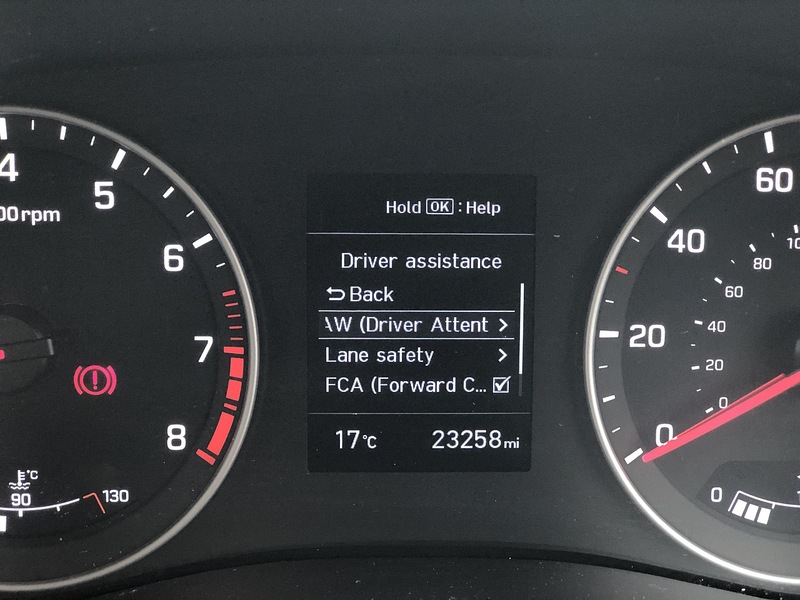 Hold OK : Help
Driver assistance
Back
W (Driver Attent
Lane safety
FCA (Forward C...
17°C
23258mi
4
5
00rpm
6
7
8
°C
90
130
60
40
20
0
100
80
60
40
20
0
0